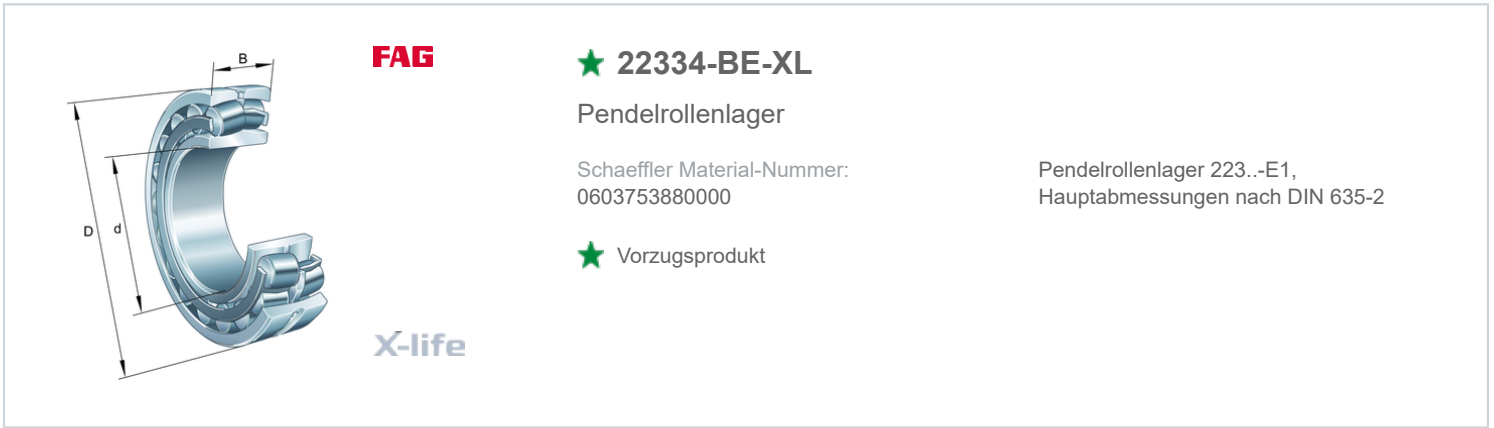 B
FAG
D
d
X-life
22334-BE-XL
Pendelrollenlager
Schaeffler Material-Nummer:
0603753880000
Vorzugsprodukt
Pendelrollenlager 223..-E1,
Hauptabmessungen nach DIN 635-2